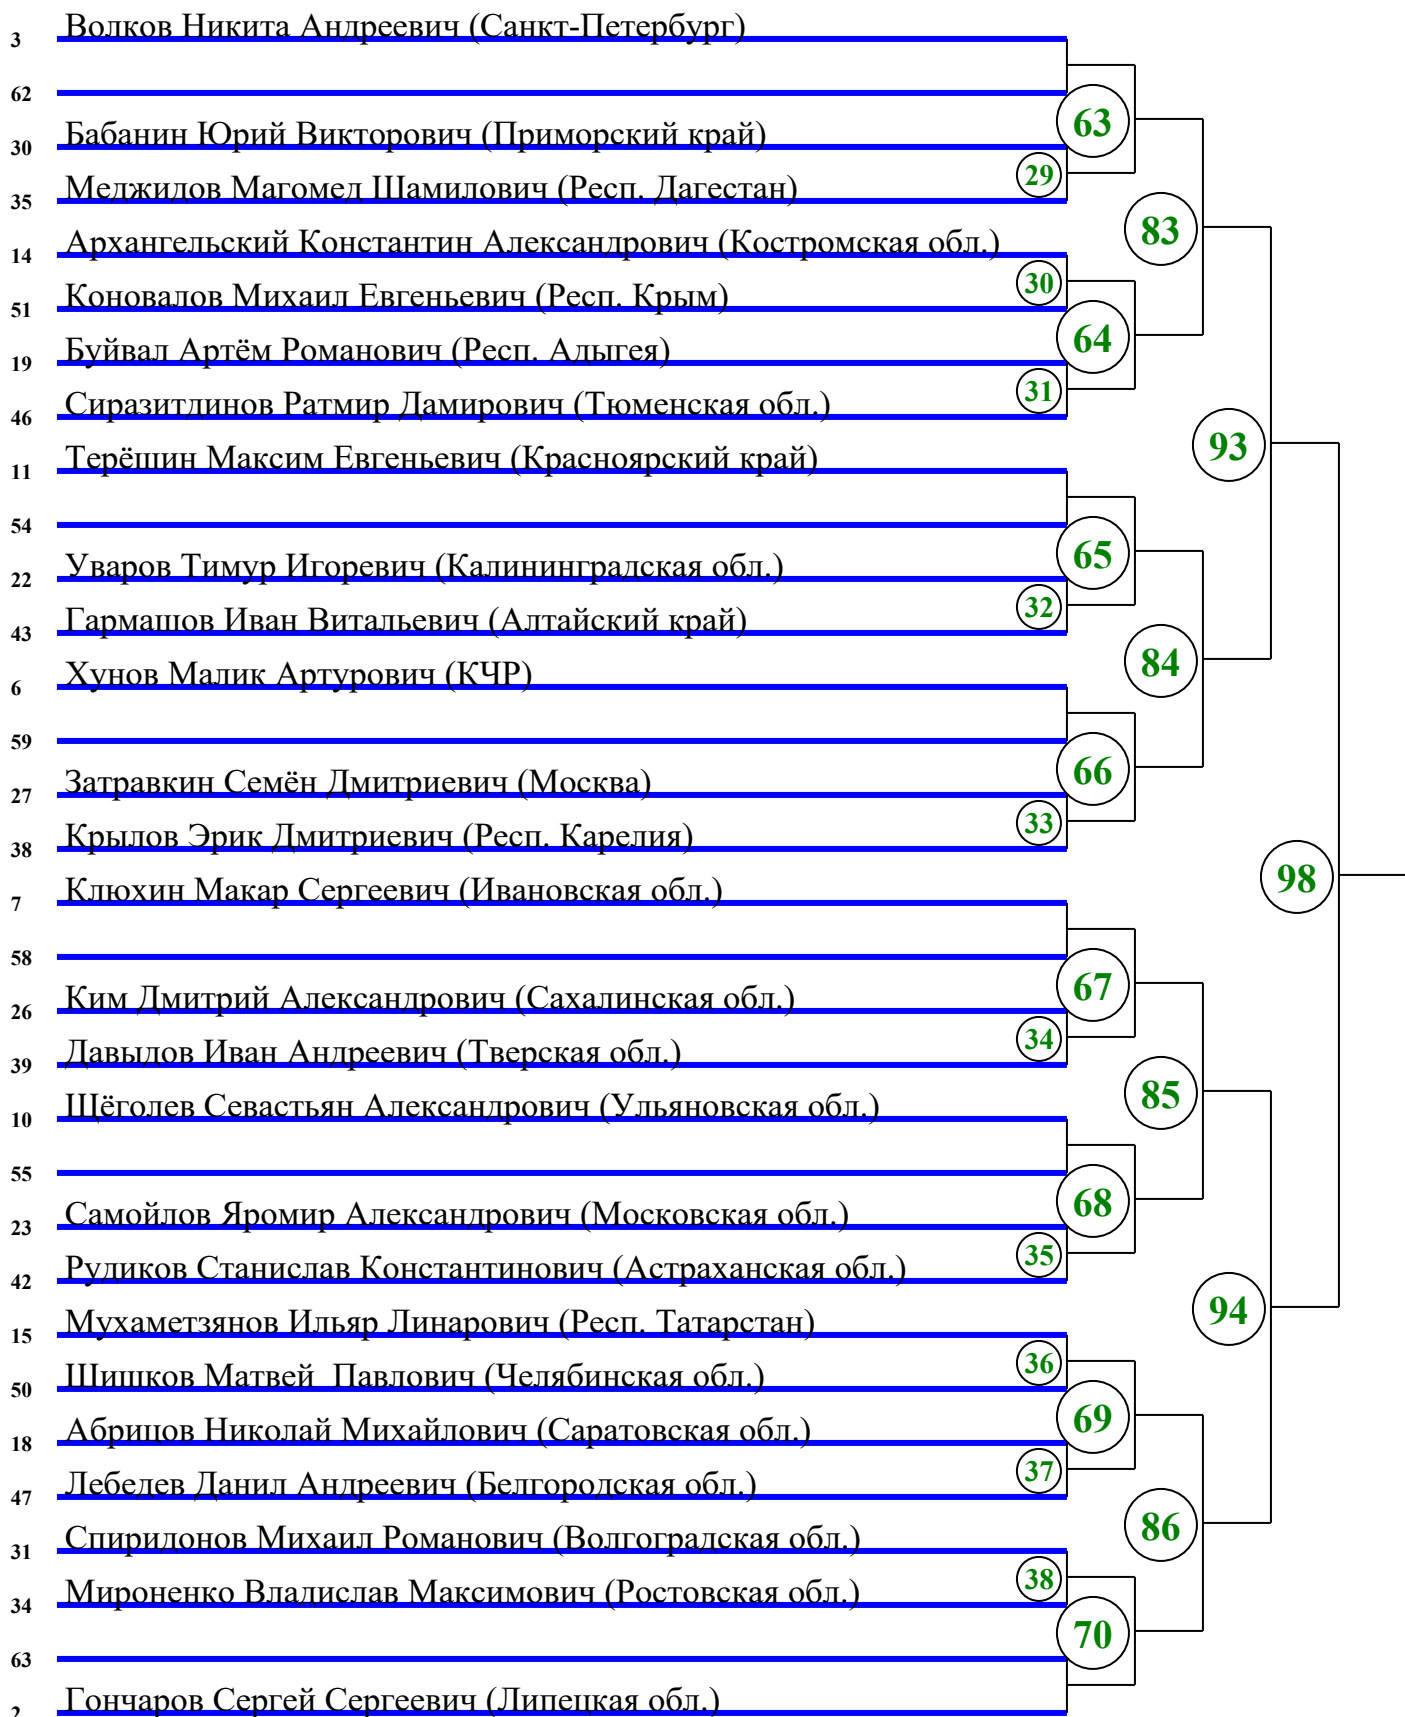 Волков Никита Андреевич (Санкт-Петербург)
3
62
63
Бабанин Юрий Викторович (Приморский край)
30
29
Меджидов Магомед Шамилович (Респ. Дагестан)
35
83
Архангельский Константин Александрович (Костромская обл.)
14
30
Коновалов Михаил Евгеньевич (Респ. Крым)
51
64
Буйвал Артём Романович (Респ. Адыгея)
19
31
Сиразитдинов Ратмир Дамирович (Тюменская обл.)
46
93
Терёшин Максим Евгеньевич (Красноярский край)
11
54
65
Уваров Тимур Игоревич (Калининградская обл.)
22
32
Гармашов Иван Витальевич (Алтайский край)
43
84
Хунов Малик Артурович (КЧР)
6
59
66
Затравкин Семён Дмитриевич (Москва)
27
33
Крылов Эрик Дмитриевич (Респ. Карелия)
38
98
Клюхин Макар Сергеевич (Ивановская обл.)
7
58
67
Ким Дмитрий Александрович (Сахалинская обл.)
26
34
Давыдов Иван Андреевич (Тверская обл.)
39
85
Щёголев Севастьян Александрович (Ульяновская обл.)
10
55
68
Самойлов Яромир Александрович (Московская обл.)
23
35
Рудиков Станислав Константинович (Астраханская обл.)
42
94
Мухаметзянов Ильяр Линарович (Респ. Татарстан)
15
36
Шишков Матвей  Павлович (Челябинская обл.)
50
69
Абрицов Николай Михайлович (Саратовская обл.)
18
37
Лебедев Данил Андреевич (Белгородская обл.)
47
86
Спиридонов Михаил Романович (Волгоградская обл.)
31
38
Мироненко Владислав Максимович (Ростовская обл.)
34
70
63
Гончаров Сергей Сергеевич (Липецкая обл.)
2